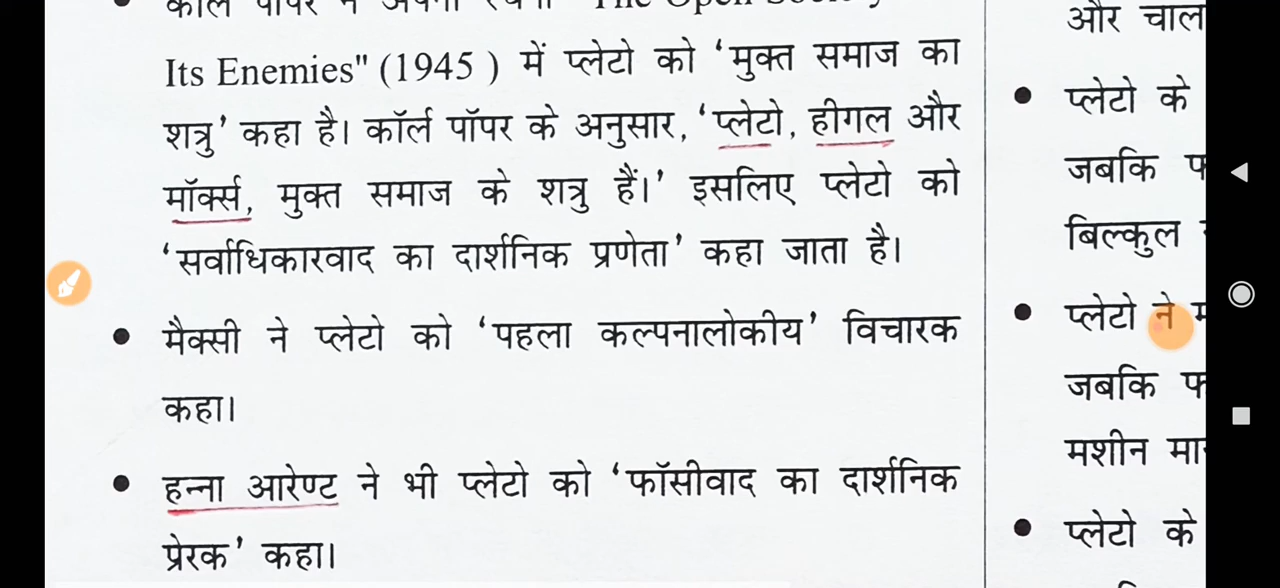 Its Enemies" (1945 ) में प्लेटो को ‘मुक्त समाज का
शत्रु’ कहा है। कॉर्ल पॉपर के अनुसार, ‘प्लेटो, हीगल और
मॉर्क्स, मुक्त समाज के शत्रु हैं।’ इसलिए प्लेटो को
‘सर्वाधिकारवाद का दार्शनिक प्रणेता’ कहा जाता है।
• मैक्सी ने प्लेटो को ‘पहला कल्पनालोकीय’ विचारक
कहा।
• हन्ना आरेण्ट ने भी प्लेटो को ‘फॉसीवाद का दार्शनिक
प्रेरक’ कहा।
और चाल
• प्लेटो के
जबकि
बिल्कुल
• प्लेटो ने
जबकि
मशीन
• प्लेटो के